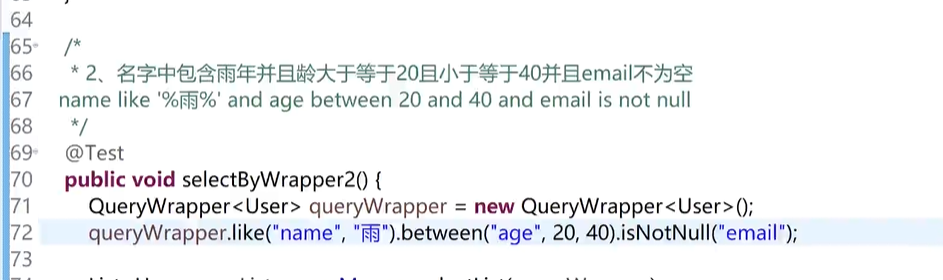 64
65 /*
66 * 2、名字中包含雨年并且龄大于等于20且小于等于40并且email不为空
67 name like '%雨%' and age between 20 and 40 and email is not null
68 */
69 @Test
70 public void selectByWrapper2() {
71 QueryWrapper<User> queryWrapper = new QueryWrapper<User>();
72 queryWrapper.like("name", "雨").between("age", 20, 40).isNotNull("email");
73